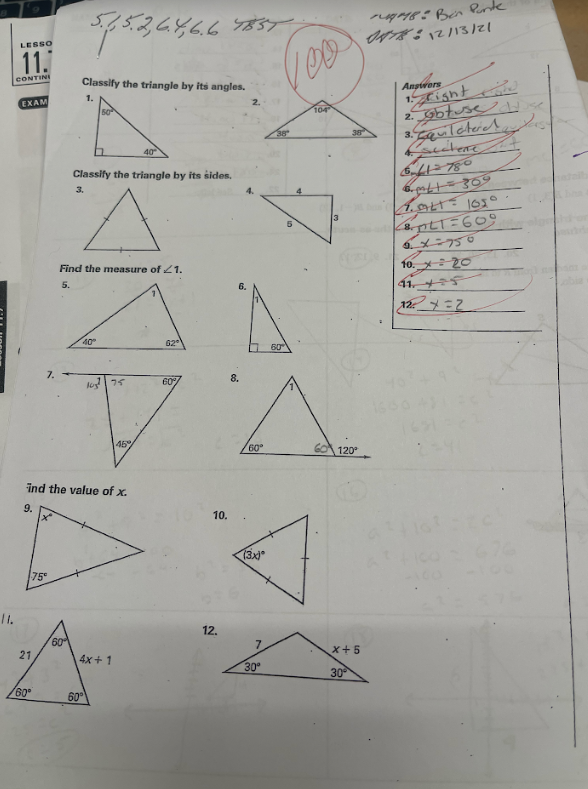 5.1, 5.2, 6.4, 6.6 TEST
NAME: Ben
DATE: 12/13/21
100
LESSO
11.
CONTIN
EXAM
Classify the triangle by its angles.
1.
50°
40°
2.
104°
38°
38°
Classify the triangle by its sides.
3.
4.
4
3
5
Find the measure of ∠1.
5.
1
40°
62°
6.
1
60°
7.
105
1
75
60°
45°
8.
1
60°
60°
120°
ind the value of x.
9.
x°
75°
10.
(3x)°
11.
60°
21
4x + 1
60°
60°
12.
7
x + 5
30°
30°
Answers
1. Right
2. obtuse
3. Equilateral
4. scalene
5. ∠1 = 78°
6. m∠1 = 30°
7. m∠1 = 105°
8. m∠1 = 60°
9. x = 75°
10. x = 20
11. x = 5
12. x = 2